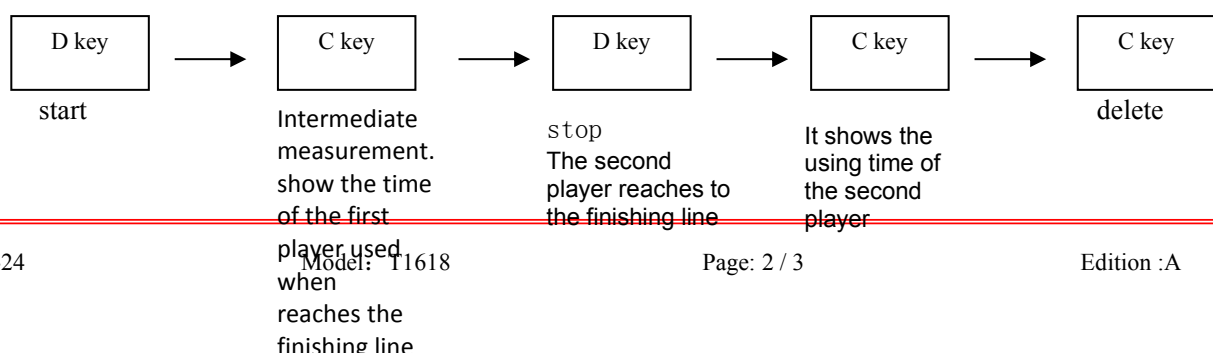 D key
start
C key
Intermediate
measurement.
show the time
of the first
player used
when
reaches the
finishing line
D key
stop
The second
player reaches to
the finishing line
C key
It shows the
using time of
the second
player
C key
delete
24
Model: T1618
Page: 2 / 3
Edition :A